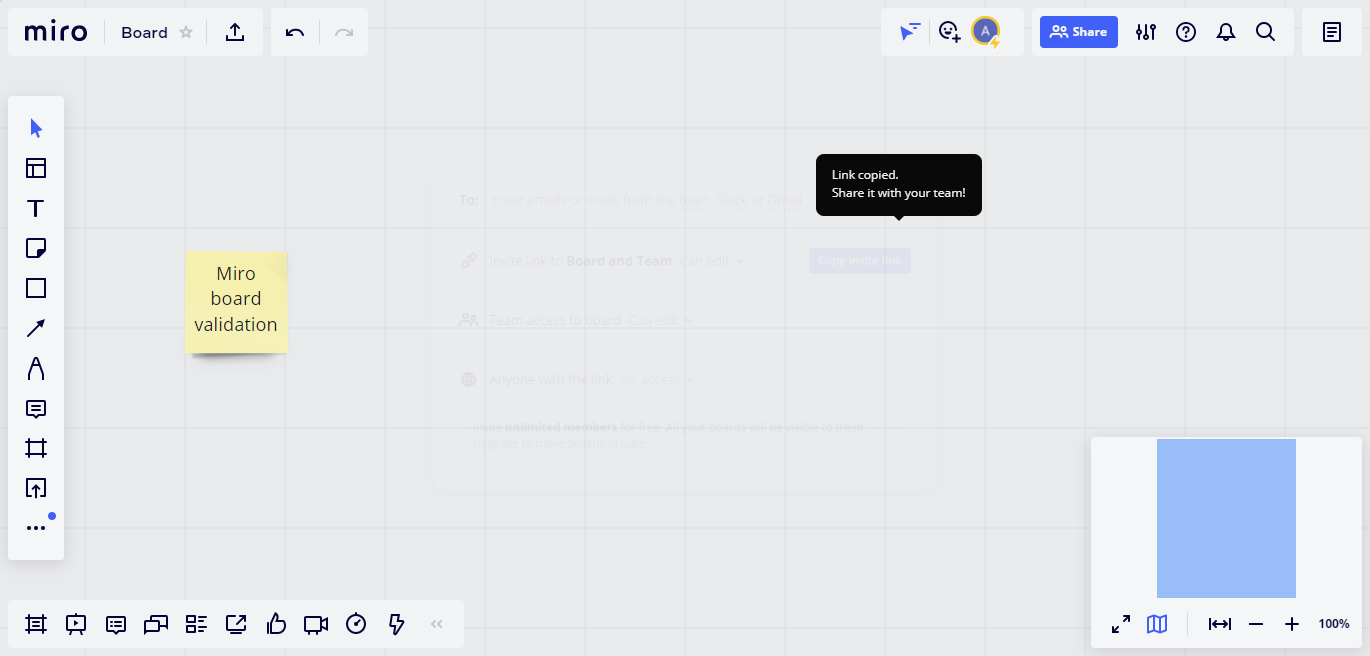 miro
Board
A
Share
Link copied.
Share it with your team!
To: Enter emails or invite from the team, Slack or Gmail
Invite link to Board and Team Can edit
Copy invite link
Miro
board
validation
Team access to board Can edit
Anyone with the link No access
Invite unlimited members for free. All your boards will be visible to them.
Upgrade to make boards private.
100%